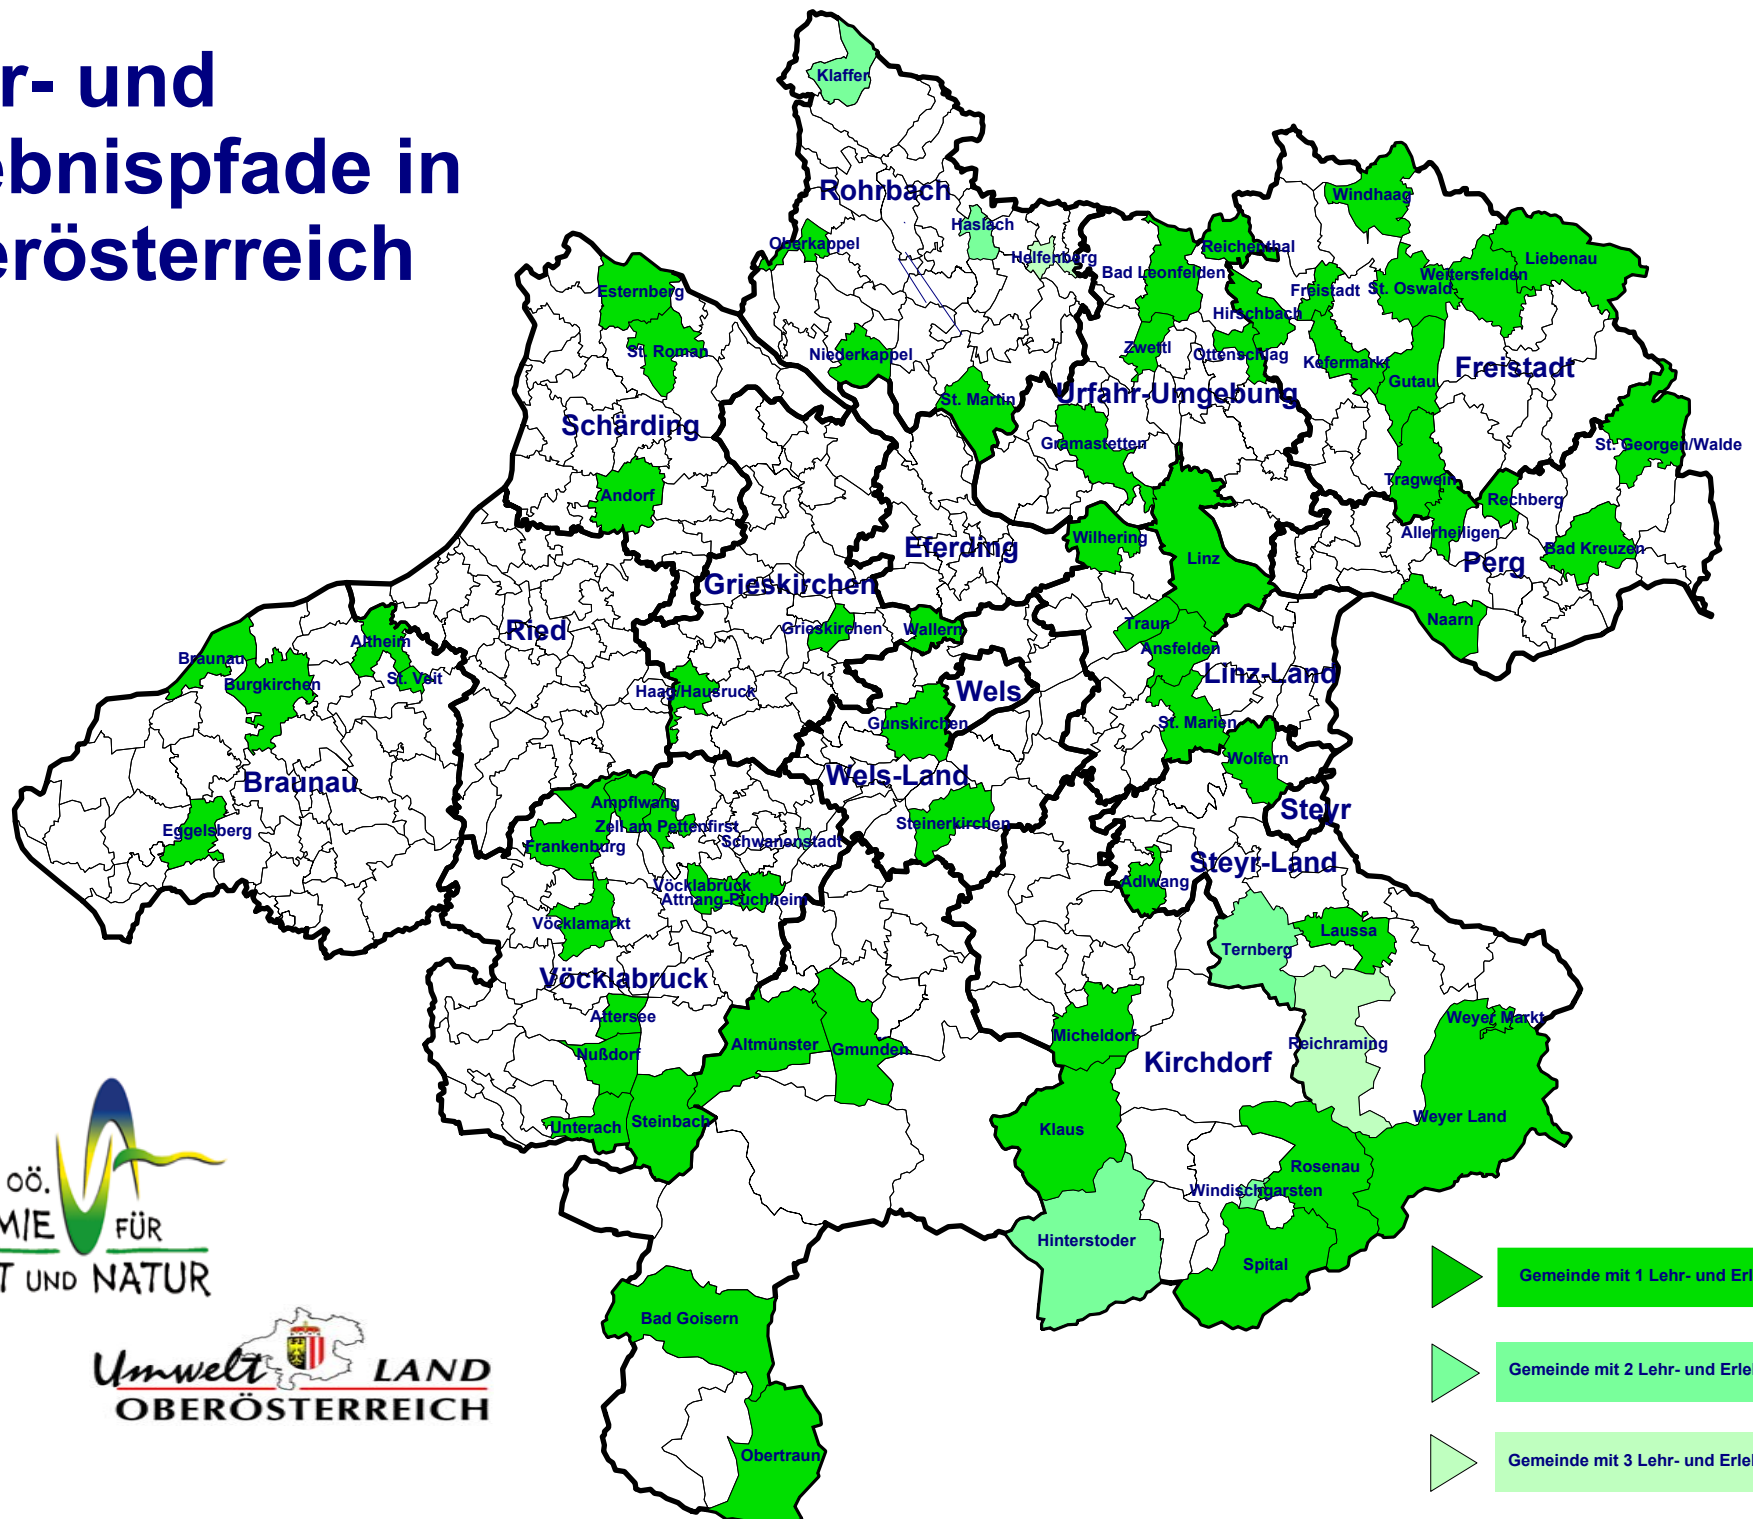 r- und
ebnispfade in
erösterreich
Klaffer
Rohrbach
Haslach
Oberkappel
Helfenberg
Windhaag
Reichenthal
Bad Leonfelden
Liebenau
Weitersfelden
St. Oswald
Freistadt
Esternberg
Hirschbach
St. Roman
Niederkappel
Zwettl
Ottenschlag
Kefermarkt
Gutau
Freistadt
St. Martin
Urfahr-Umgebung
Schärding
Gramastetten
St. Georgen/Walde
Andorf
Tragwein
Rechberg
Allerheiligen
Wilhering
Eferding
Linz
Bad Kreuzen
Perg
Grieskirchen
Ried
Grieskirchen
Wallern
Traun
Naarn
Altheim
Ansfelden
Braunau
St. Veit
Burgkirchen
Haag/Hausruck
Wels
Linz-Land
Gunskirchen
St. Marien
Wolfern
Braunau
Wels-Land
Ampflwang
Steyr
Eggelsberg
Zell am Pettenfirst
Steinerkirchen
Frankenburg
Schwanenstadt
Steyr-Land
Adlwang
Vöcklabruck
Attnang-Puchheim
Vöcklamarkt
Laussa
Ternberg
Vöcklabruck
Attersee
Weyer Markt
Micheldorf
Altmünster
Gmunden
Reichraming
Nußdorf
Kirchdorf
Weyer Land
Unterach
Steinbach
Klaus
Rosenau
Windischgarsten
Hinterstoder
Spital
Bad Goisern
Obertraun
OÖ.
MIE FÜR
T UND NATUR
Umwelt LAND
OBERÖSTERREICH
Gemeinde mit 1 Lehr- und Erl
Gemeinde mit 2 Lehr- und Erle
Gemeinde mit 3 Lehr- und Erle